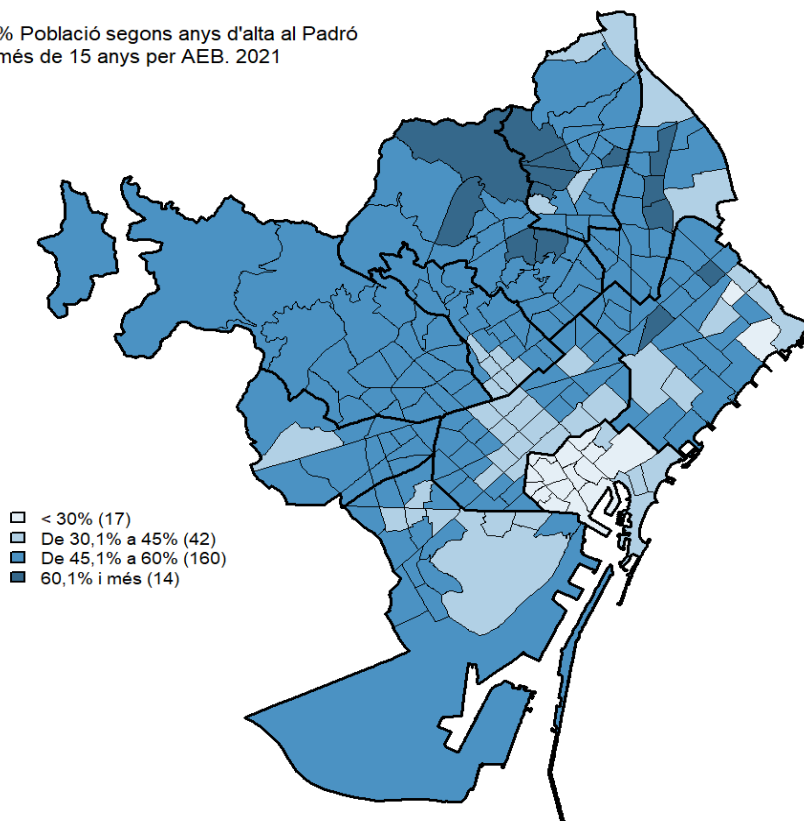 % Població segons anys d'alta al Padró
més de 15 anys per AEB. 2021
< 30% (17)
De 30,1% a 45% (42)
De 45,1% a 60% (160)
60,1% i més (14)